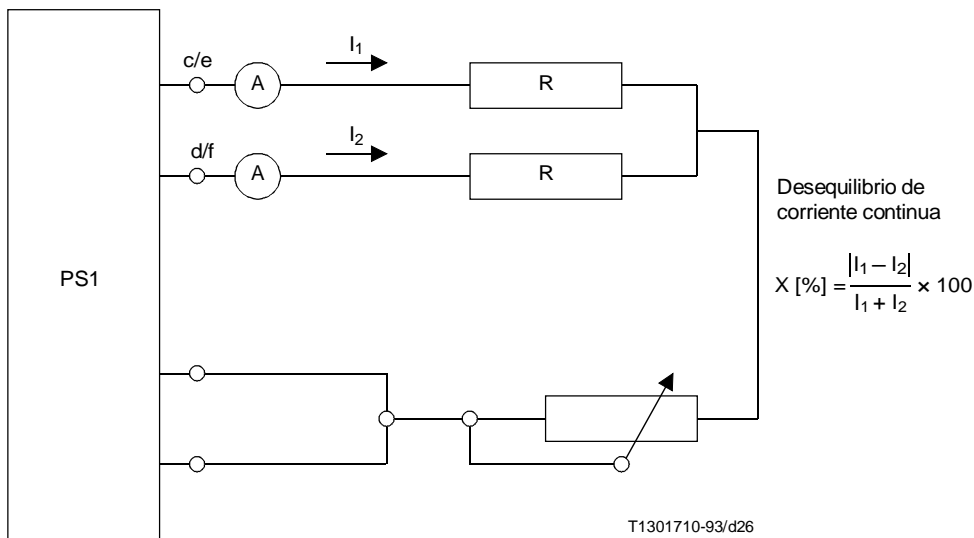 c/e
A
I1
R
d/f
A
I2
R
PS1
Desequilibrio de
corriente continua
X [%] = |I1 – I2| / I1 + I2 × 100
T1301710-93/d26